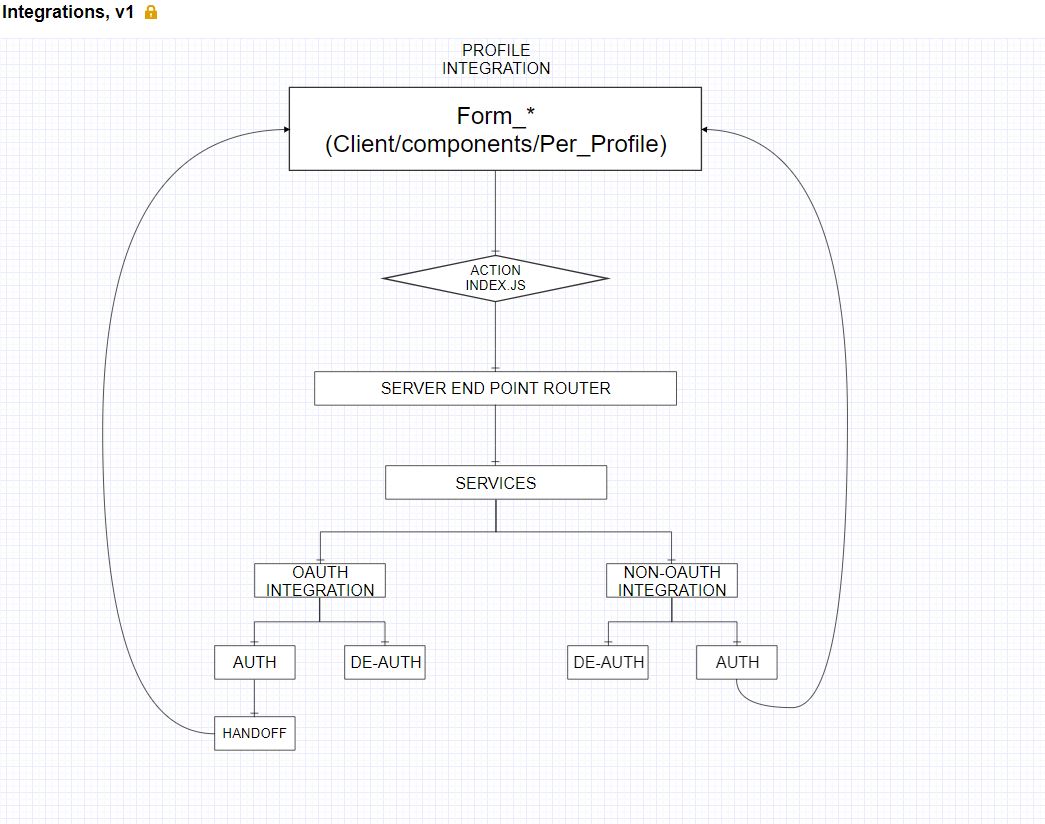 Integrations, v1
PROFILE
INTEGRATION
Form_*
(Client/components/Per_Profile)
ACTION
INDEX.JS
SERVER END POINT ROUTER
SERVICES
OAUTH
INTEGRATION
NON-OAUTH
INTEGRATION
AUTH
DE-AUTH
DE-AUTH
AUTH
HANDOFF